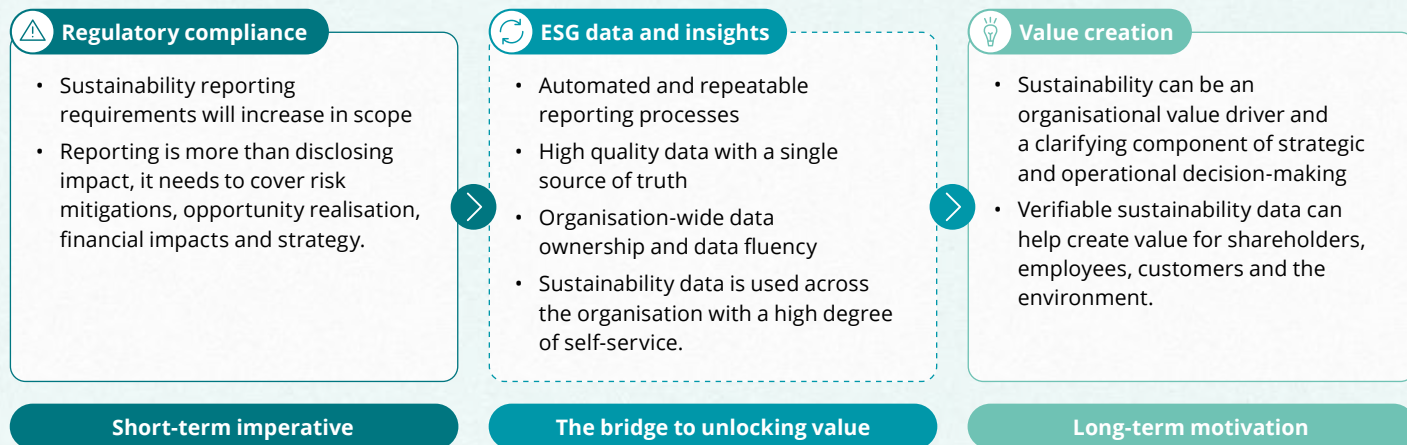 Regulatory compliance
• Sustainability reporting
requirements will increase in scope
• Reporting is more than disclosing
impact, it needs to cover risk
mitigations, opportunity realisation,
financial impacts and strategy.
Short-term imperative
ESG data and insights
• Automated and repeatable
reporting processes
• High quality data with a single
source of truth
• Organisation-wide data
ownership and data fluency
• Sustainability data is used across
the organisation with a high degree
of self-service.
The bridge to unlocking value
Value creation
• Sustainability can be an
organisational value driver and
a clarifying component of strategic
and operational decision-making
• Verifiable sustainability data can
help create value for shareholders,
employees, customers and the
environment.
Long-term motivation